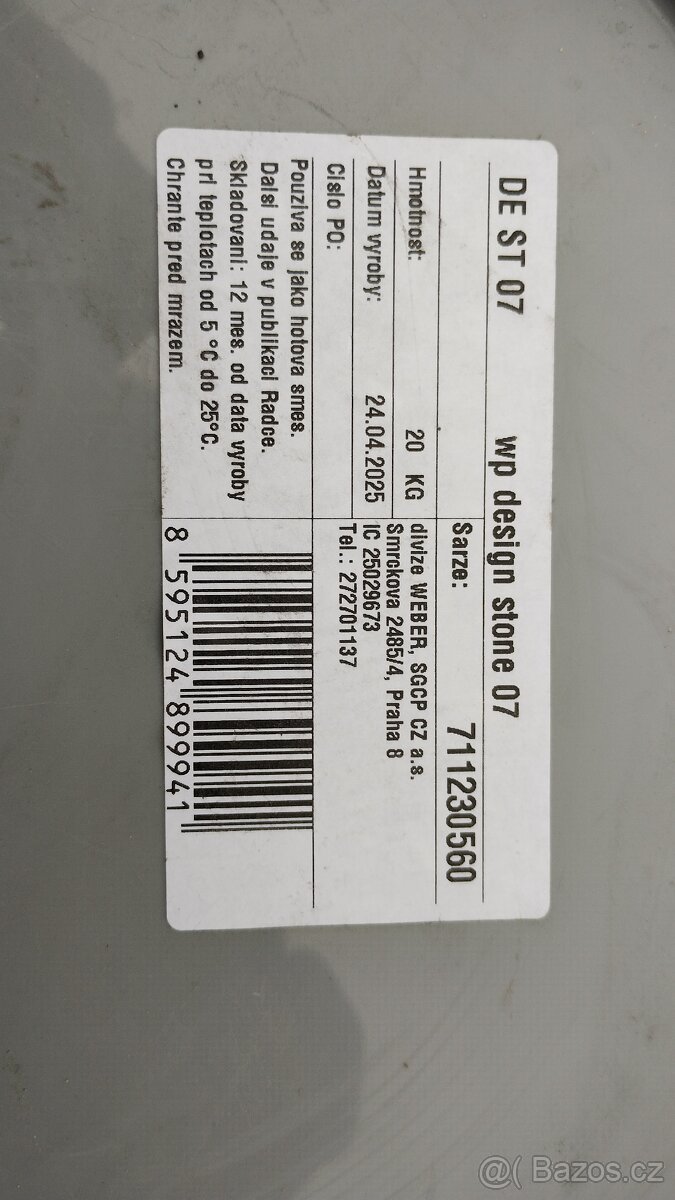 DE ST 07 wp design stone 07
Sarze: 711230560
Hmotnost: 20 KG
Datum vyroby: 24.04.2025
Cislo PO:
divize WEBER, SGCP CZ a.s.
Smrckova 2485/4, Praha 8
IC 25029673
Tel.: 272701137
Pouziva se jako hotova smes.
Dalsi udaje v publikaci Radce.
Skladovani: 12 mes. od data vyroby
pri teplotach od 5 °C do 25°C.
Chrante pred mrazem.
8 595124 899941
@( Bazos.cz